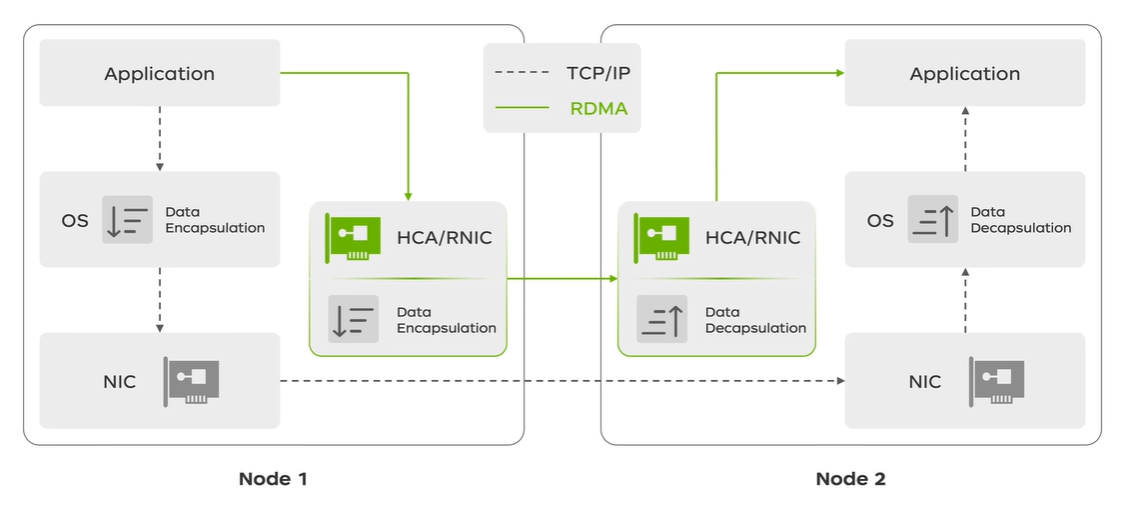 Application
TCP/IP
RDMA
Application
OS
Data
Encapsulation
HCA/RNIC
Data
Encapsulation
HCA/RNIC
Data
Decapsulation
OS
Data
Decapsulation
NIC
NIC
Node 1
Node 2